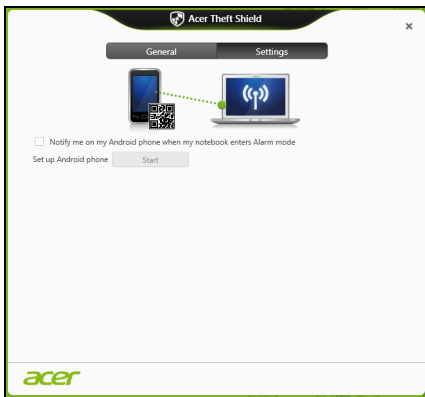 Acer Theft Shield
General Settings
Notify me on my Android phone when my notebook enters Alarm mode
Set up Android phone Start
acer